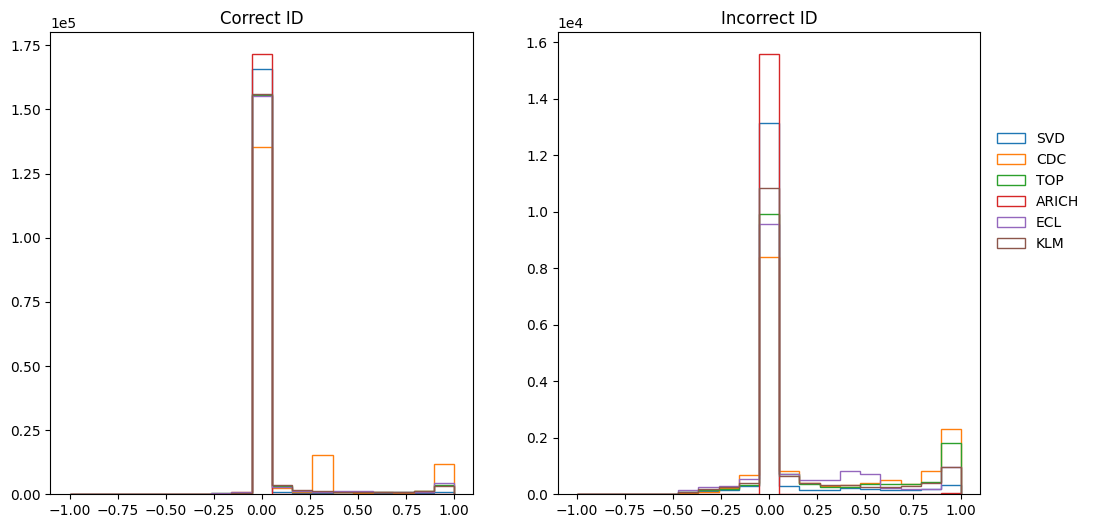 Correct ID
1e5
1.75
1.50
1.25
1.00
0.75
0.50
0.25
0.00
−1.00 −0.75 −0.50 −0.25 0.00 0.25 0.50 0.75 1.00
Incorrect ID
1e4
1.6
1.4
1.2
1.0
0.8
0.6
0.4
0.2
0.0
−1.00 −0.75 −0.50 −0.25 0.00 0.25 0.50 0.75 1.00
SVD
CDC
TOP
ARICH
ECL
KLM